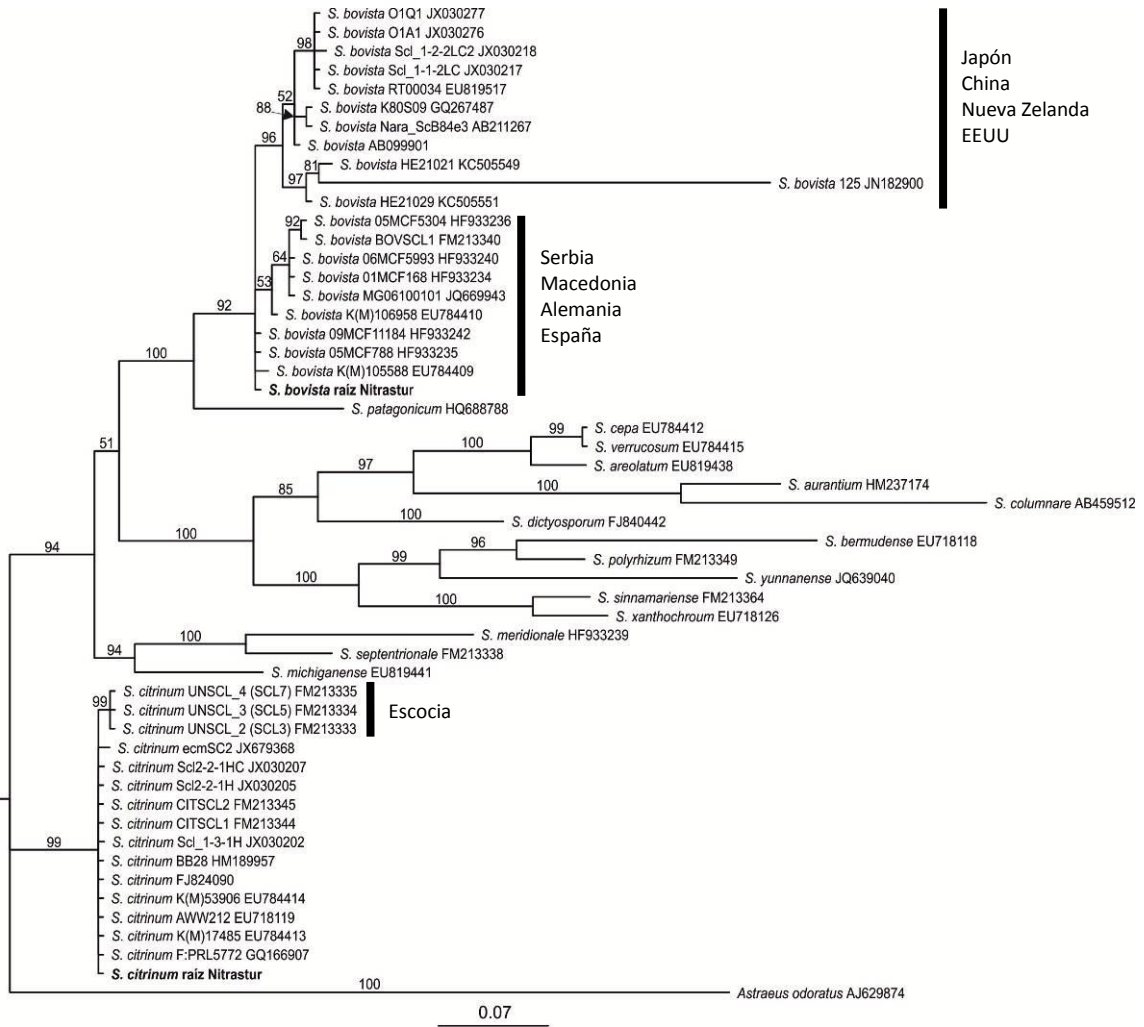 S. bovista O1Q1 JX030277
S. bovista O1A1 JX030276
98
S. bovista Scl_1-2-2LC2 JX030218
S. bovista Scl_1-1-2LC JX030217
S. bovista RT00034 EU819517
52
88
S. bovista K80S09 GQ267487
S. bovista Nara_ScB84e3 AB211267
96
S. bovista AB099901
81
S. bovista HE21021 KC505549
97
S. bovista 125 JN182900
S. bovista HE21029 KC505551
Japón
China
Nueva Zelanda
EEUU
92
S. bovista 05MCF5304 HF933236
S. bovista BOVSCL1 FM213340
64
S. bovista 06MCF5993 HF933240
53
S. bovista 01MCF168 HF933234
S. bovista MG06100101 JQ669943
92
S. bovista K(M)106958 EU784410
S. bovista 09MCF11184 HF933242
S. bovista 05MCF788 HF933235
S. bovista K(M)105588 EU784409
S. bovista raíz Nitrastur
Serbia
Macedonia
Alemania
España
100
S. patagonicum HQ688788
51
99
S. cepa EU784412
100
S. verrucosum EU784415
97
S. areolatum EU819438
85
100
S. aurantium HM237174
S. columnare AB459512
100
S. dictyosporum FJ840442
100
96
S. bermudense EU718118
99
S. polyrhizum FM213349
94
100
S. yunnanense JQ639040
100
S. sinnamariense FM213364
S. xanthochroum EU718126
100
S. meridionale HF933239
94
S. septentrionale FM213338
S. michiganense EU819441
99
S. citrinum UNSCL_4 (SCL7) FM213335
S. citrinum UNSCL_3 (SCL5) FM213334
S. citrinum UNSCL_2 (SCL3) FM213333
Escocia
S. citrinum ecmSC2 JX679368
S. citrinum Scl2-2-1HC JX030207
S. citrinum Scl2-2-1H JX030205
S. citrinum CITSCL2 FM213345
S. citrinum CITSCL1 FM213344
99
S. citrinum Scl_1-3-1H JX030202
S. citrinum BB28 HM189957
S. citrinum FJ824090
S. citrinum K(M)53906 EU784414
S. citrinum AWW212 EU718119
S. citrinum K(M)17485 EU784413
S. citrinum F:PRL5772 GQ166907
S. citrinum raíz Nitrastur
100
Astraeus odoratus AJ629874
0.07